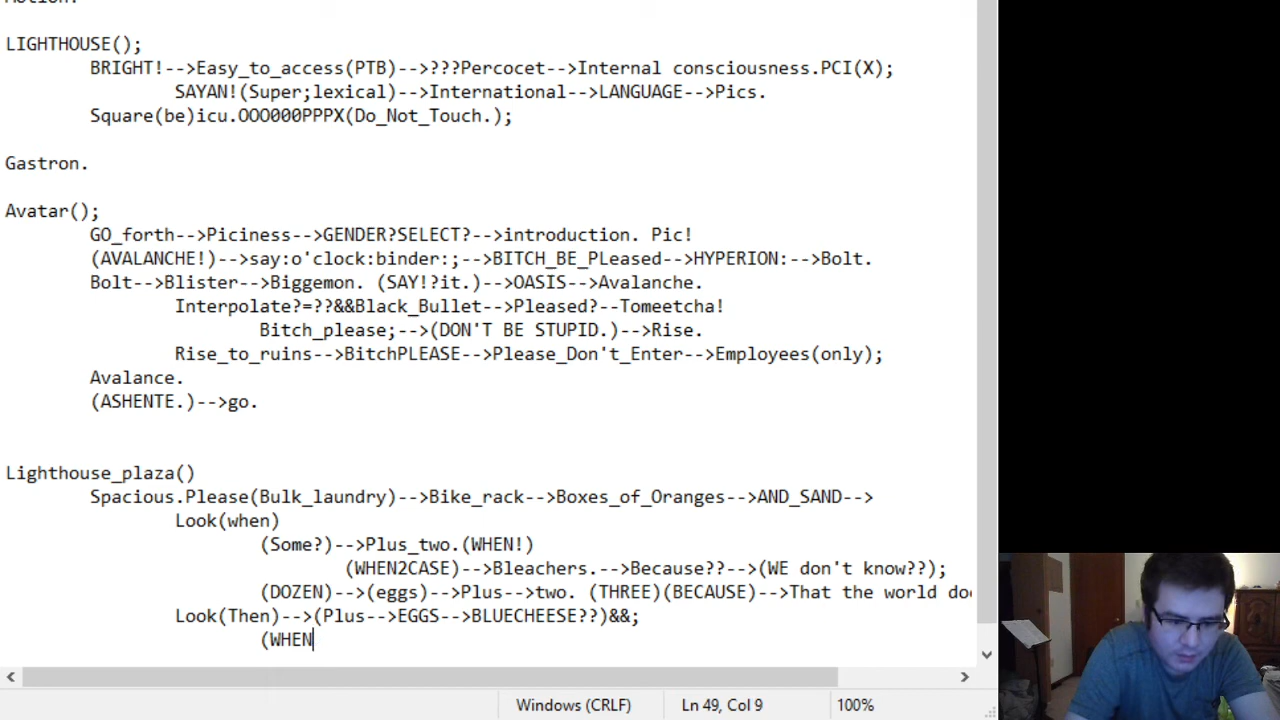 LIGHTHOUSE();
BRIGHT!-->Easy_to_access(PTB)-->???Percocet-->Internal consciousness.PCI(X);
SAYAN!(Super;lexical)-->International-->LANGUAGE-->Pics.
Square(be)icu.OOO000PPPX(Do_Not_Touch.);
Gastron.
Avatar();
GO_forth-->Piciness-->GENDER?SELECT?-->introduction. Pic!
(AVALANCHE!)-->say:o'clock:binder:;-->BITCH_BE_PLeased-->HYPERION:-->Bolt.
Bolt-->Blister-->Biggemon. (SAY!?it.)-->OASIS-->Avalanche.
Interpolate?=??&&Black_Bullet-->Pleased?--Tomeetcha!
Bitch_please;-->(DON'T BE STUPID.)-->Rise.
Rise_to_ruins-->BitchPLEASE-->Please_Don't_Enter-->Employees(only);
Avalance.
(ASHENTE.)-->go.
Lighthouse_plaza()
Spacious.Please(Bulk_laundry)-->Bike_rack-->Boxes_of_Oranges-->AND_SAND-->
Look(when)
(Some?)-->Plus_two.(WHEN!)
(WHEN2CASE)-->Bleachers.-->Because??-->(WE don't know??);
(DOZEN)-->(eggs)-->Plus-->two. (THREE)(BECAUSE)-->That the world
Look(Then)-->(Plus-->EGGS-->BLUECHEESE??)&&;
(WHEN
Windows (CRLF) Ln 49, Col 9 100%